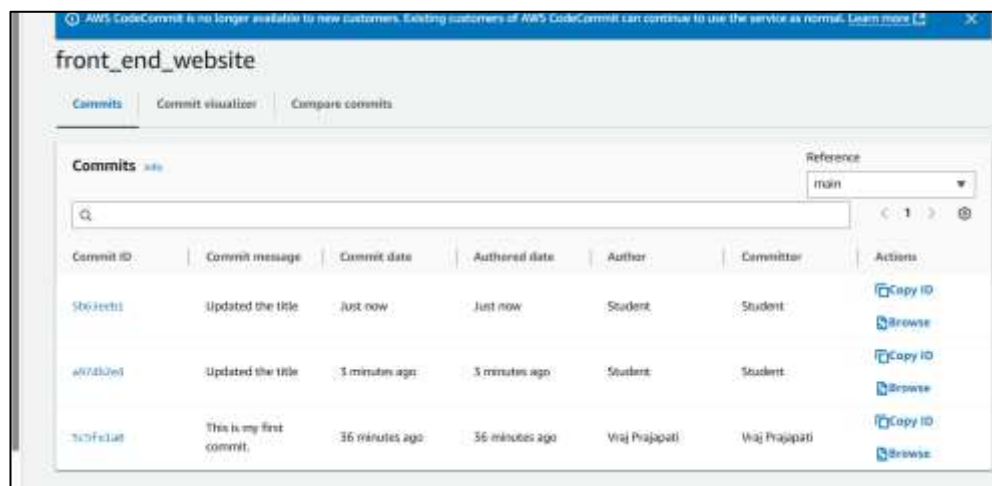 AWS CodeCommit is no longer available to new customers. Existing customers of AWS CodeCommit can continue to use the service as normal. Learn more
front_end_website
Commits Commit visualizer Compare commits
Commits Info
Reference
main
1
Commit ID Commit message Commit date Authored date Author Committer Actions
Updated the title Just now Just now Student Student Copy ID
Browse
Updated the title 3 minutes ago 3 minutes ago Student Student Copy ID
Browse
This is my first
commit. 36 minutes ago 36 minutes ago Vraj Prajapati Vraj Prajapati Copy ID
Browse